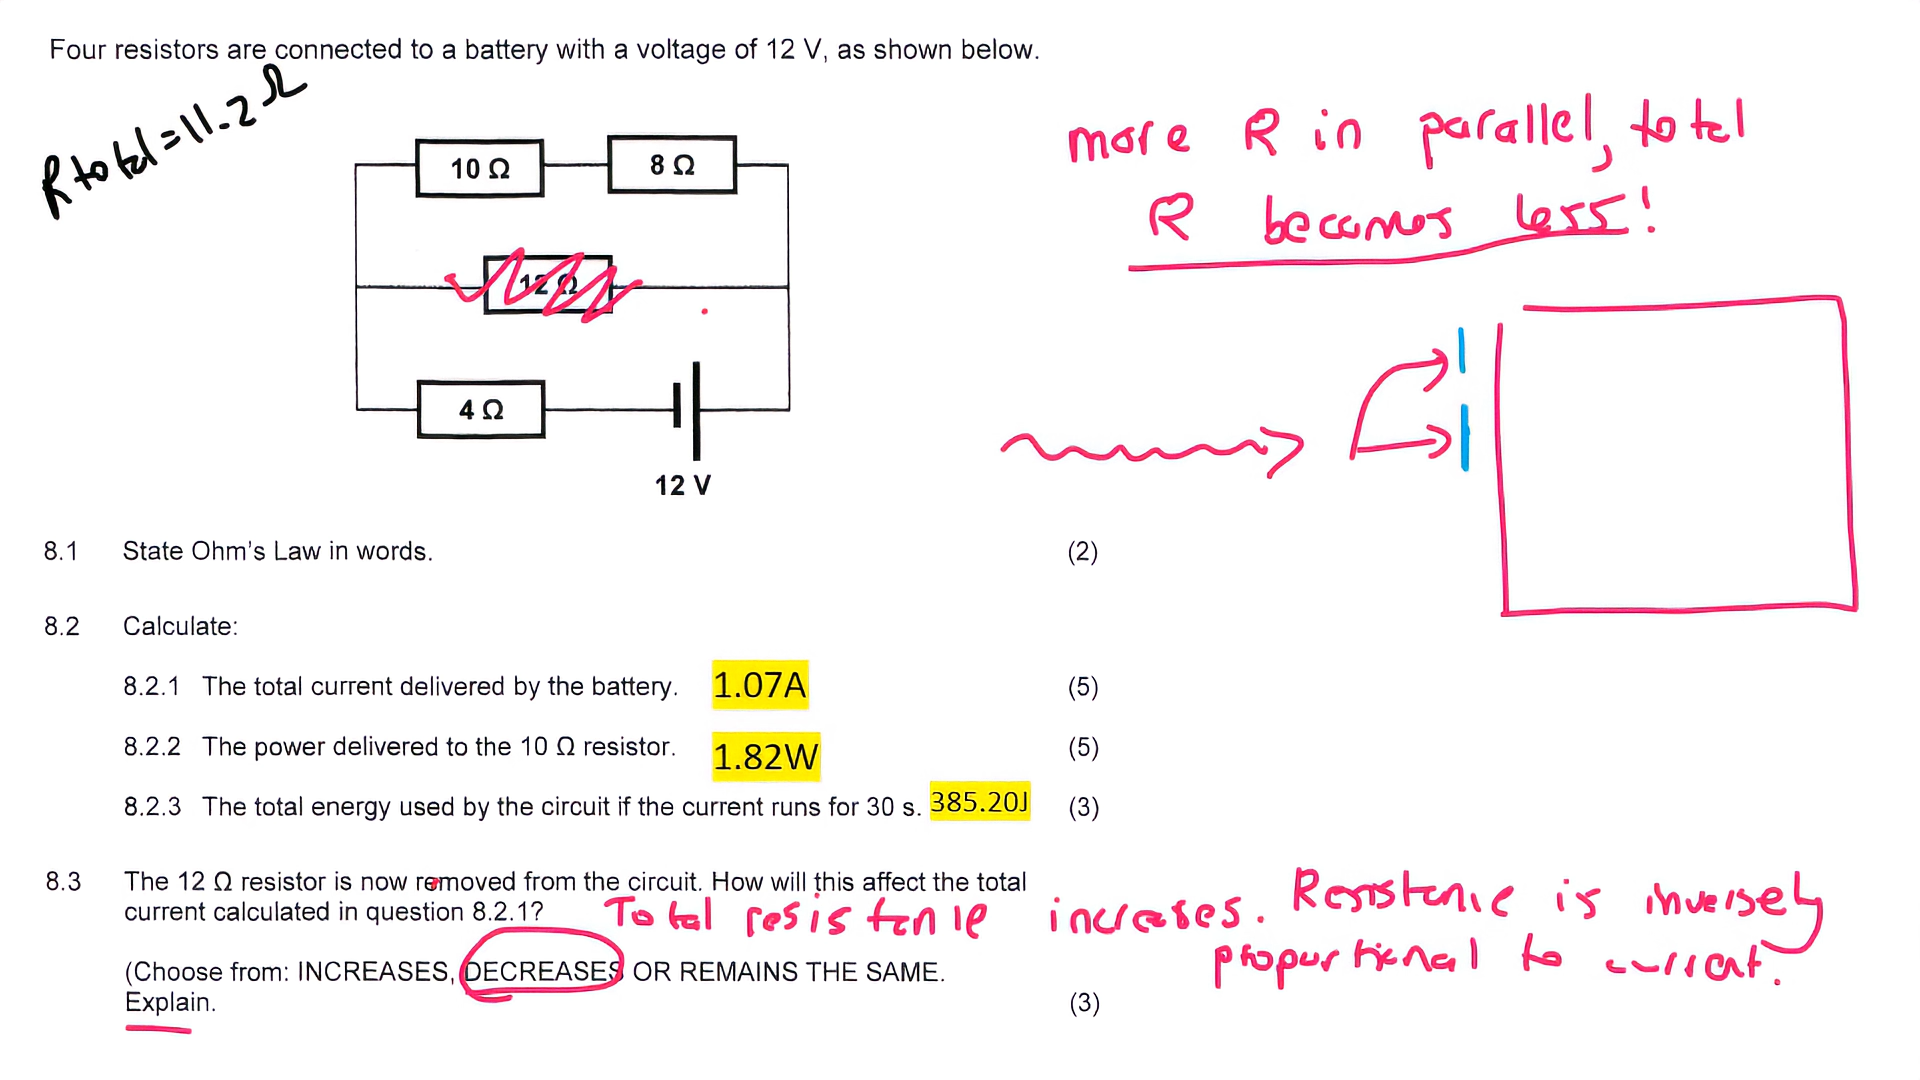 Four resistors are connected to a battery with a voltage of 12 V, as shown below.
R total = 11.2 Ω
more R in parallel, total
R becomes less!
10 Ω
8 Ω
12 Ω
4 Ω
12 V
8.1 State Ohm's Law in words. (2)
8.2 Calculate:
8.2.1 The total current delivered by the battery. 1.07A (5)
8.2.2 The power delivered to the 10 Ω resistor. 1.82W (5)
8.2.3 The total energy used by the circuit if the current runs for 30 s. 385.20J (3)
8.3 The 12 Ω resistor is now removed from the circuit. How will this affect the total
current calculated in question 8.2.1?
Total resistance increases. Resistance is inversely
proportional to current.
(Choose from: INCREASES, DECREASES OR REMAINS THE SAME.
Explain. (3)